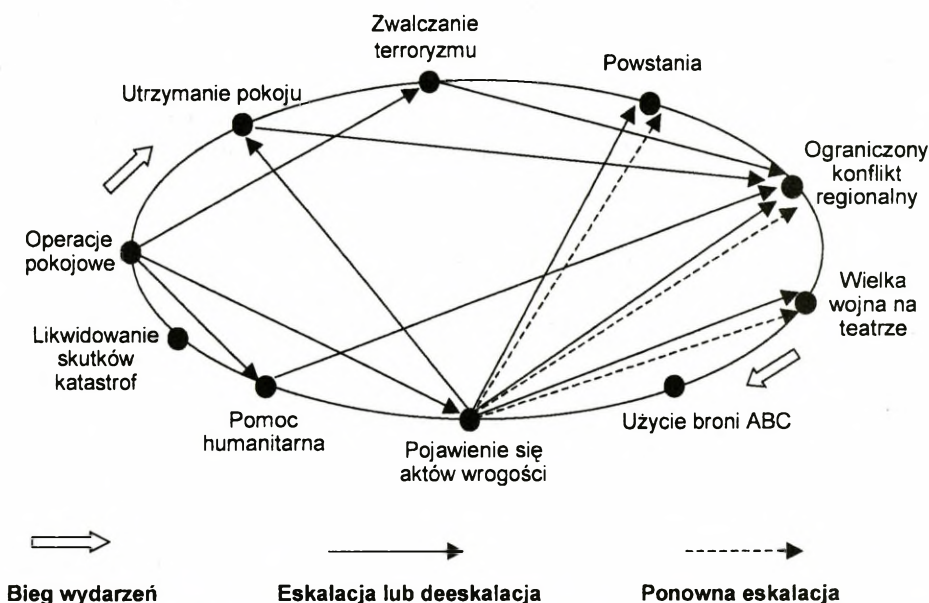 Zwalczanie
terroryzmu
Powstania
Utrzymanie pokoju
Ograniczony
konflikt
regionalny
Operacje
pokojowe
Wielka
wojna na
teatrze
Likwidowanie
skutków
katastrof
Pomoc
humanitarna
Użycie broni ABC
Pojawienie się
aktów wrogości
Bieg wydarzeń
Eskalacja lub deeskalacja
Ponowna eskalacja